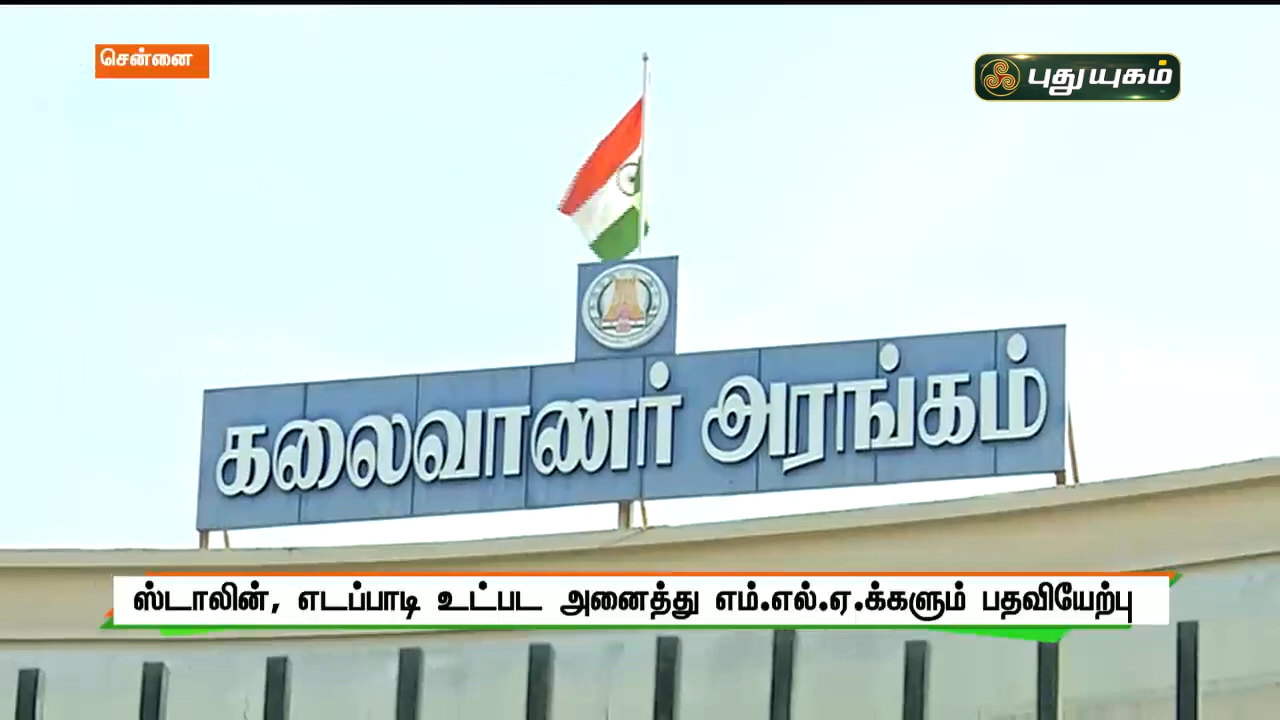 சென்னை
புதுயுகம்
கலைவாணர் அரங்கம்
ஸ்டாலின், எடப்பாடி உட்பட அனைத்து எம்.எல்.ஏ.க்களும் பதவியேற்பு